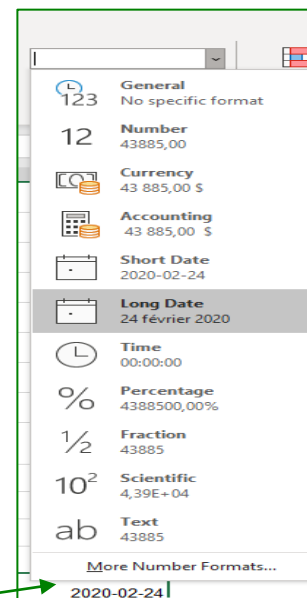 General
123
No specific format
12
Number
43885,00
Currency
43 885,00 $
Accounting
43 885,00 $
Short Date
2020-02-24
Long Date
24 février 2020
Time
00:00:00
%
Percentage
4388500,00%
1/2
Fraction
43885
10²
Scientific
4,39E+04
ab
Text
43885
More Number Formats...
2020-02-24